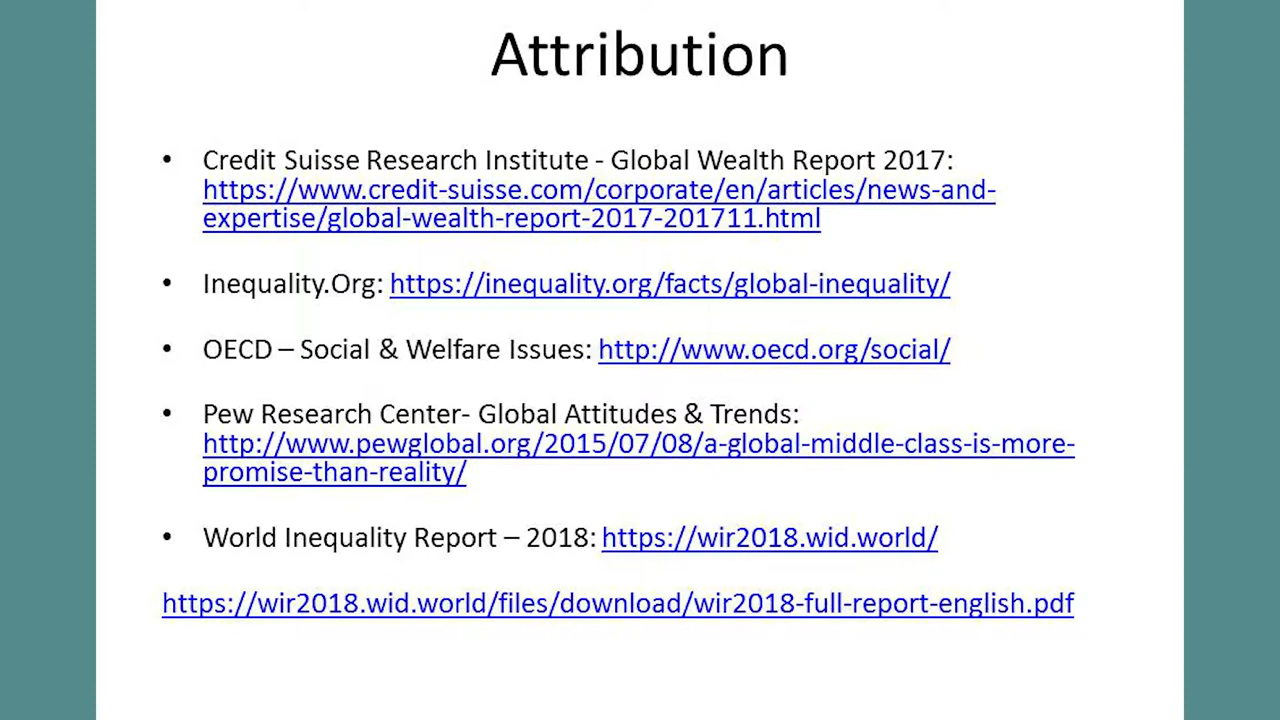 Attribution
• Credit Suisse Research Institute - Global Wealth Report 2017:
https://www.credit-suisse.com/corporate/en/articles/news-and-
expertise/global-wealth-report-2017-201711.html
• Inequality.Org: https://inequality.org/facts/global-inequality/
• OECD – Social & Welfare Issues: http://www.oecd.org/social/
• Pew Research Center- Global Attitudes & Trends:
http://www.pewglobal.org/2015/07/08/a-global-middle-class-is-more-
promise-than-reality/
• World Inequality Report – 2018: https://wir2018.wid.world/
https://wir2018.wid.world/files/download/wir2018-full-report-english.pdf